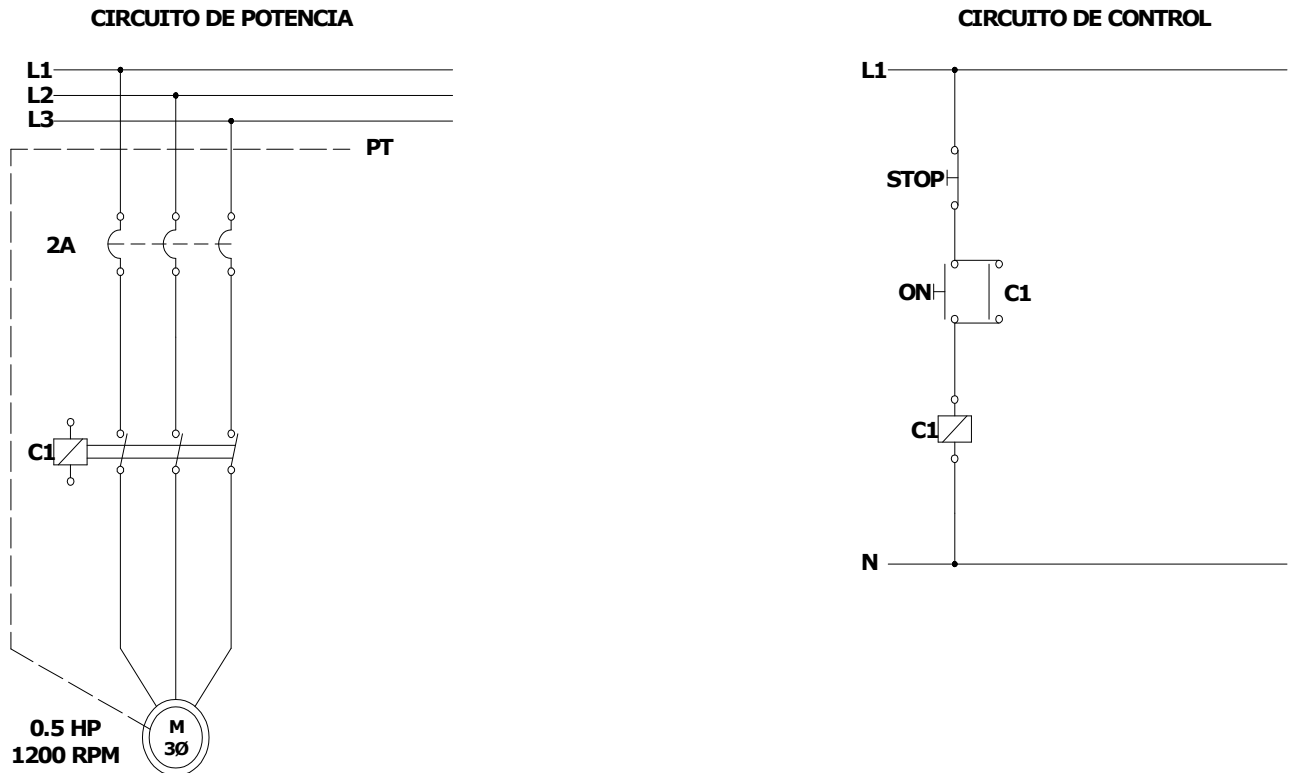 CIRCUITO DE POTENCIA
L1
L2
L3
PT
2A
C1
0.5 HP
1200 RPM
M
3Ø
CIRCUITO DE CONTROL
L1
STOP
ON
C1
C1
N